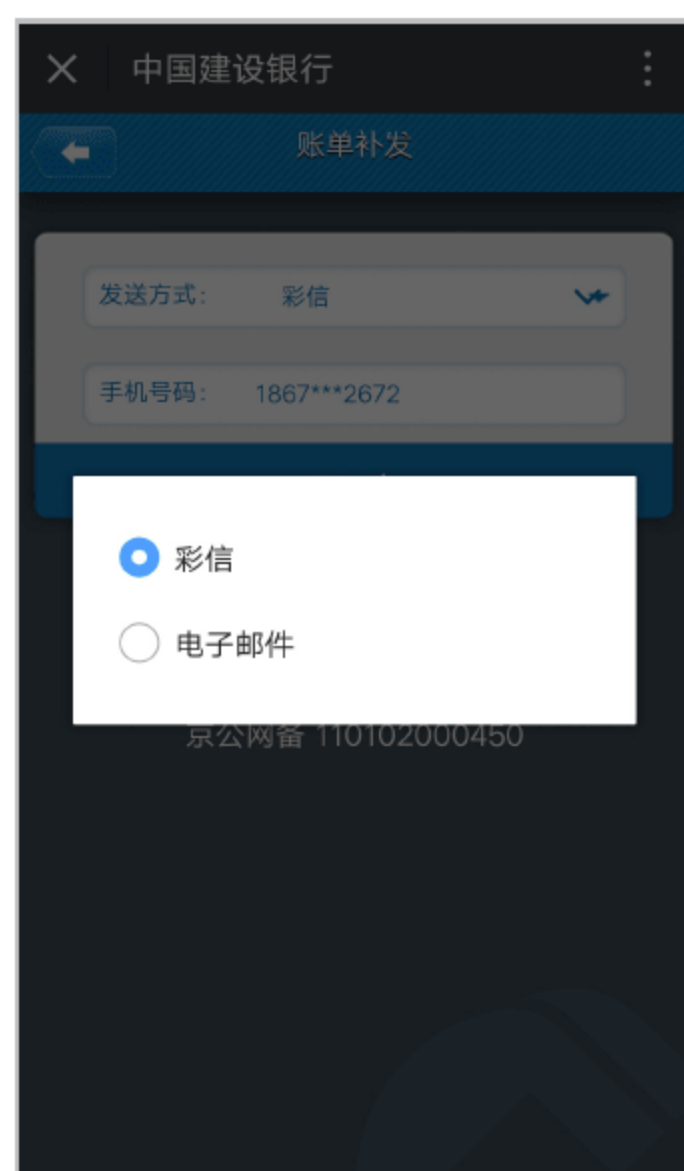 中国建设银行
账单补发
发送方式: 彩信
手机号码: 1867***2672
彩信
电子邮件
京公网备 110102000450